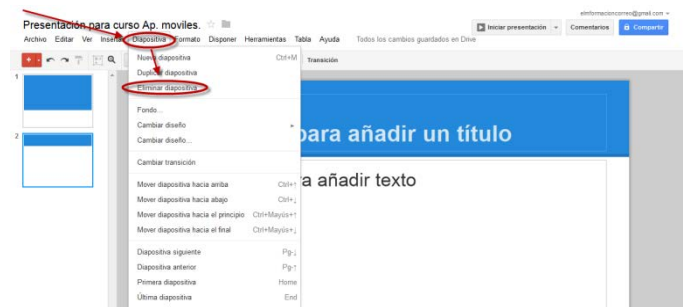 elinformacioncorreo@gmail.com
Presentación para curso Ap. moviles.
Iniciar presentación
Comentarios
Compartir
Archivo Editar Ver Insertar Diapositiva Formato Disponer Herramientas Tabla Ayuda Todos los cambios guardados en Drive
Nueva diapositiva Ctrl+M
Transición
Duplicar diapositiva
Eliminar diapositiva
1
Fondo...
Cambiar diseño
2
Cambiar diseño...
para añadir un título
Cambiar transición
a añadir texto
Mover diapositiva hacia arriba Ctrl+↑
Mover diapositiva hacia abajo Ctrl+↓
Mover diapositiva hacia el principio Ctrl+Mayús+↑
Mover diapositiva hacia el final Ctrl+Mayús+↓
Diapositiva siguiente Pg-↓
Diapositiva anterior Pg-↑
Primera diapositiva Home
Última diapositiva End